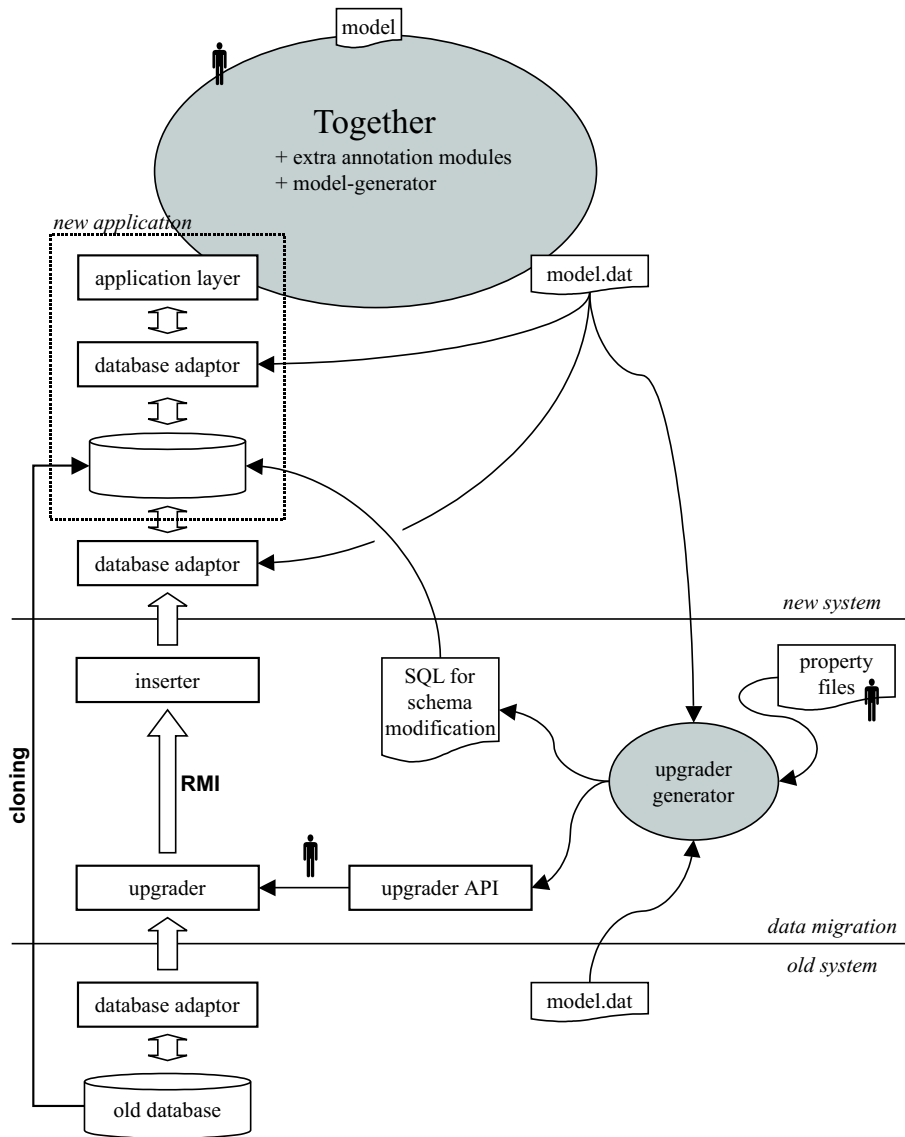 model
Together
+ extra annotation modules
+ model-generator
new application
application layer
model.dat
database adaptor
database adaptor
new system
inserter
SQL for
schema
modification
property
files
RMI
cloning
upgrader
generator
upgrader
upgrader API
data migration
old system
database adaptor
model.dat
old database